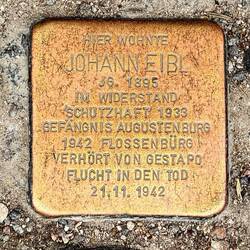 HIER WOHNTE
JOHANN EIBL
JG. 1895
IM WIDERSTAND
'SCHUTZHAFT' 1933
GEFÄNGNIS AUGUSTENBURG
1942 FLOSSENBÜRG
VERHÖRT VON GESTAPO
FLUCHT IN DEN TOD
21.11.1942